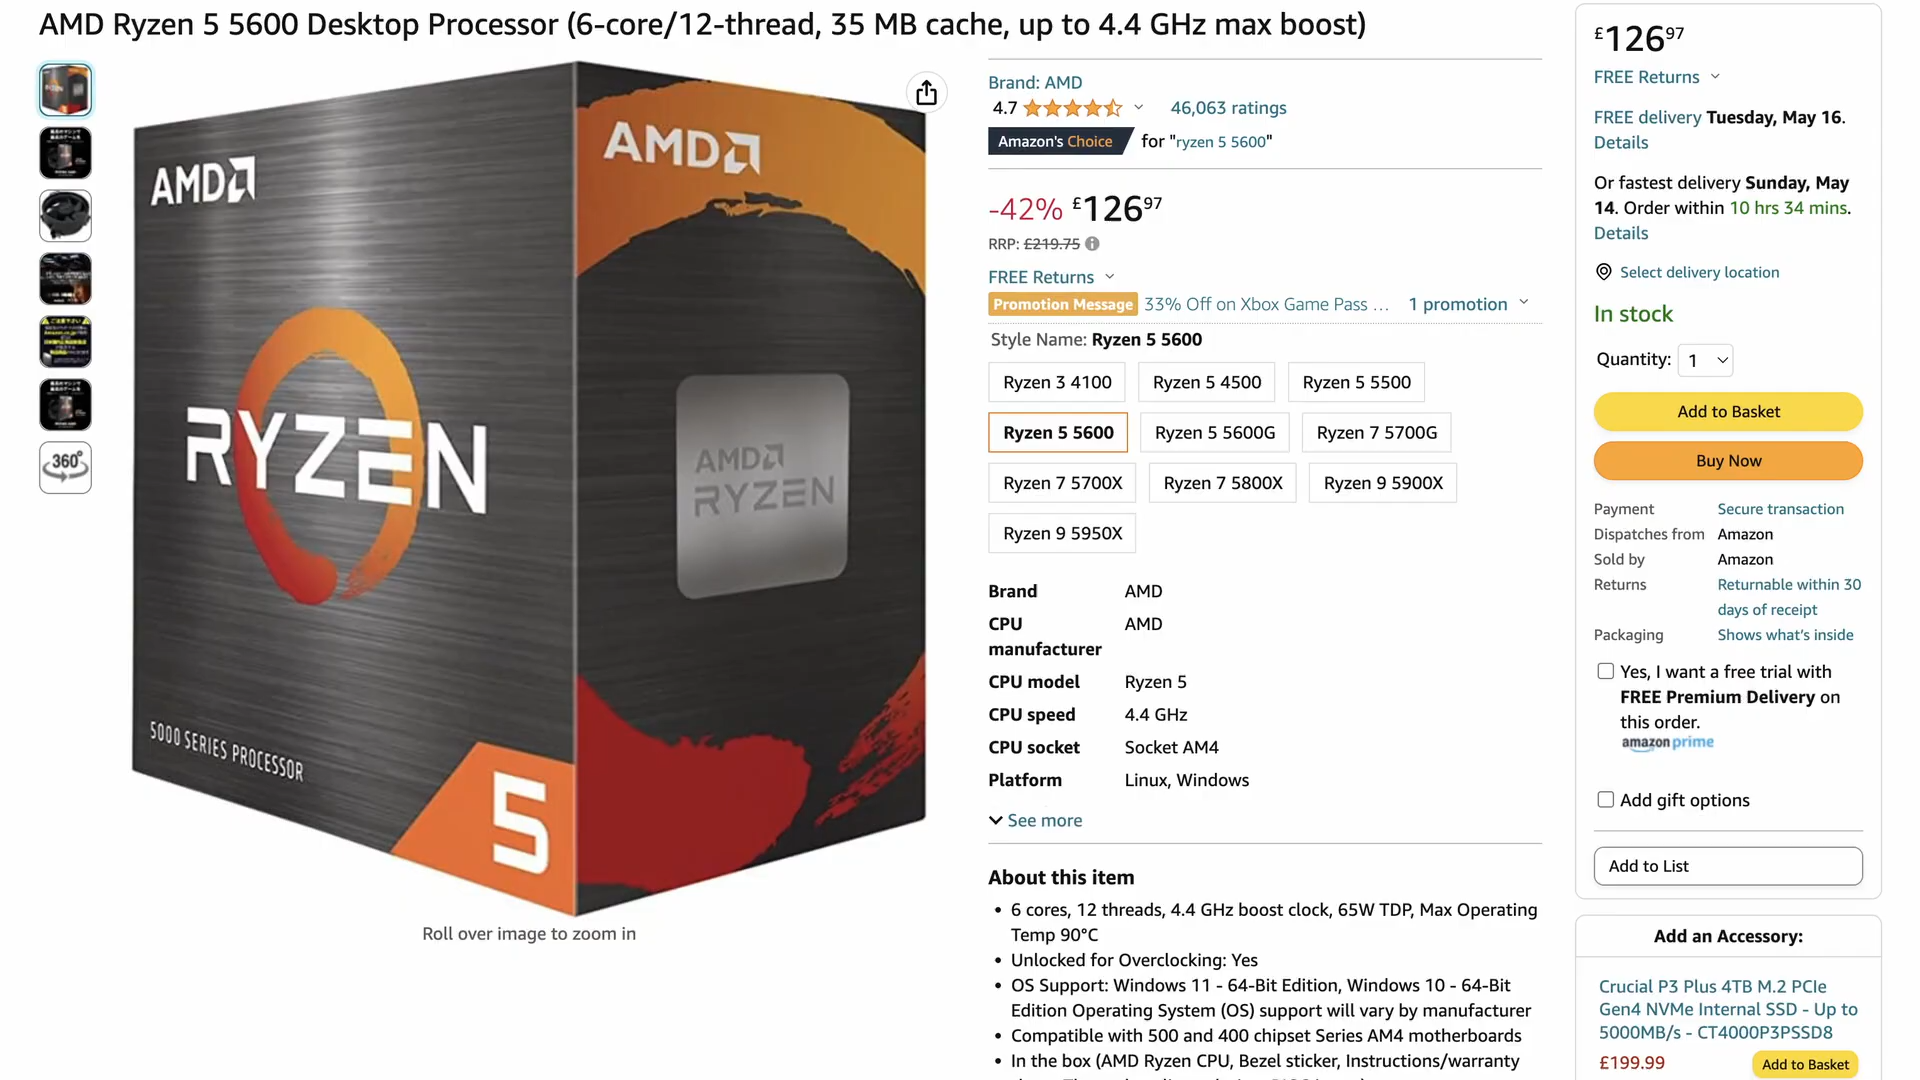 AMD Ryzen 5 5600 Desktop Processor (6-core/12-thread, 35 MB cache, up to 4.4 GHz max boost)
360°
AMD
RYZEN
5000 SERIES PROCESSOR
5
AMD
AMD
RYZEN
Roll over image to zoom in
Brand: AMD
4.7 46,063 ratings
Amazon's Choice for "ryzen 5 5600"
-42% £126.97
RRP: £219.75
FREE Returns
Promotion Message 33% Off on Xbox Game Pass ... 1 promotion
Style Name: Ryzen 5 5600
Ryzen 3 4100 Ryzen 5 4500 Ryzen 5 5500
Ryzen 5 5600 Ryzen 5 5600G Ryzen 7 5700G
Ryzen 7 5700X Ryzen 7 5800X Ryzen 9 5900X
Ryzen 9 5950X
Brand AMD
CPU manufacturer AMD
CPU model Ryzen 5
CPU speed 4.4 GHz
CPU socket Socket AM4
Platform Linux, Windows
See more
About this item
• 6 cores, 12 threads, 4.4 GHz boost clock, 65W TDP, Max Operating
Temp 90°C
• Unlocked for Overclocking: Yes
• OS Support: Windows 11 - 64-Bit Edition, Windows 10 - 64-Bit
Edition Operating System (OS) support will vary by manufacturer
• Compatible with 500 and 400 chipset Series AM4 motherboards
• In the box (AMD Ryzen CPU, Bezel sticker, Instructions/warranty
£126.97
FREE Returns
FREE delivery Tuesday, May 16.
Details
Or fastest delivery Sunday, May
14. Order within 10 hrs 34 mins.
Details
Select delivery location
In stock
Quantity: 1
Add to Basket
Buy Now
Payment Secure transaction
Dispatches from Amazon
Sold by Amazon
Returns Returnable within 30
days of receipt
Packaging Shows what's inside
Yes, I want a free trial with
FREE Premium Delivery on
this order.
amazon prime
Add gift options
Add to List
Add an Accessory:
Crucial P3 Plus 4TB M.2 PCIe
Gen4 NVMe Internal SSD - Up to
5000MB/s - CT4000P3PSSD8
£199.99 Add to Basket